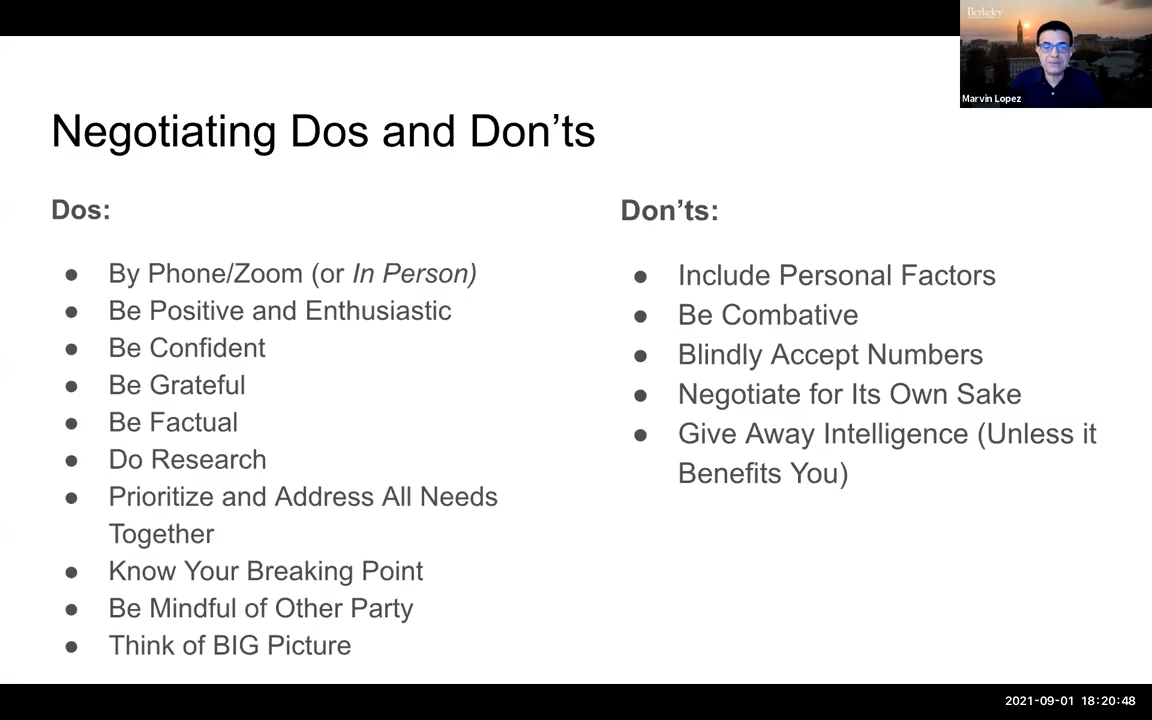 Berkeley
Marvin Lopez
Negotiating Dos and Don'ts
Dos:
● By Phone/Zoom (or In Person)
● Be Positive and Enthusiastic
● Be Confident
● Be Grateful
● Be Factual
● Do Research
● Prioritize and Address All Needs
Together
● Know Your Breaking Point
● Be Mindful of Other Party
● Think of BIG Picture
Don'ts:
● Include Personal Factors
● Be Combative
● Blindly Accept Numbers
● Negotiate for Its Own Sake
● Give Away Intelligence (Unless it
Benefits You)
2021-09-01 18:20:48